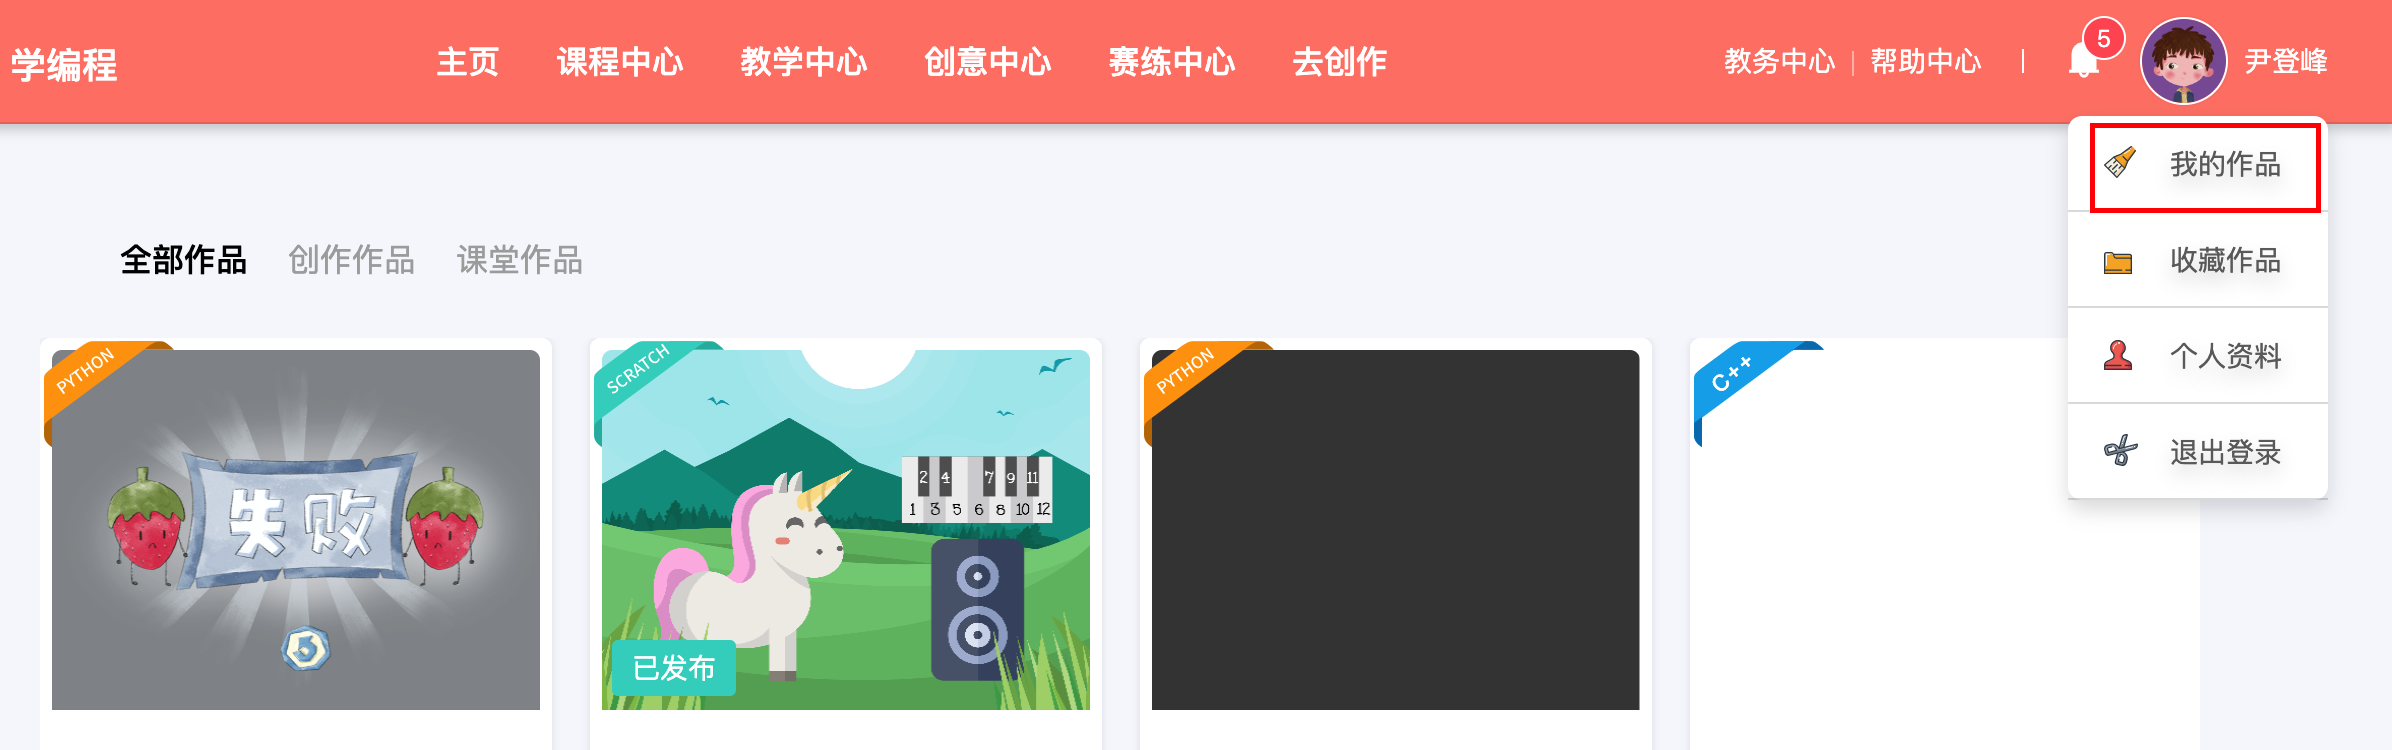 学编程
主页 课程中心 教学中心 创意中心 赛练中心 去创作
教务中心 帮助中心
5
尹登峰
我的作品
收藏作品
个人资料
退出登录
全部作品 创作作品 课堂作品
PYTHON
失败
SCRATCH
2 4 7 9 11
1 3 5 6 8 10 12
已发布
PYTHON
C++